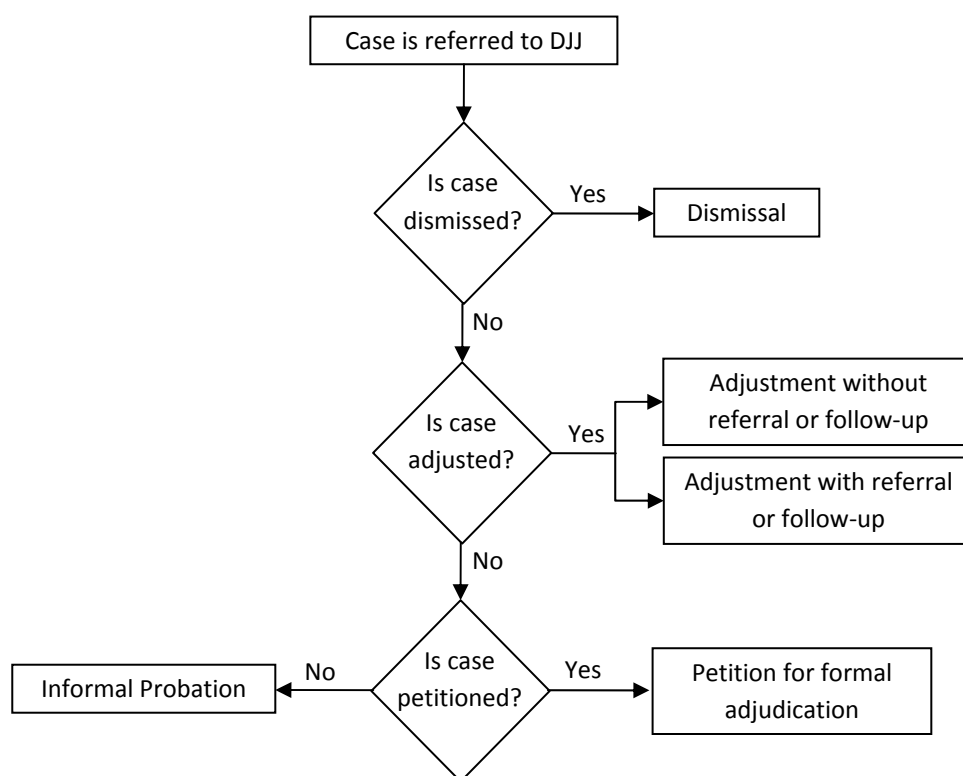 Case is referred to DJJ
Is case
dismissed?
Yes
Dismissal
No
Is case
adjusted?
Yes
Adjustment without
referral or follow-up
Adjustment with referral
or follow-up
No
Informal Probation
No
Is case
petitioned?
Yes
Petition for formal
adjudication